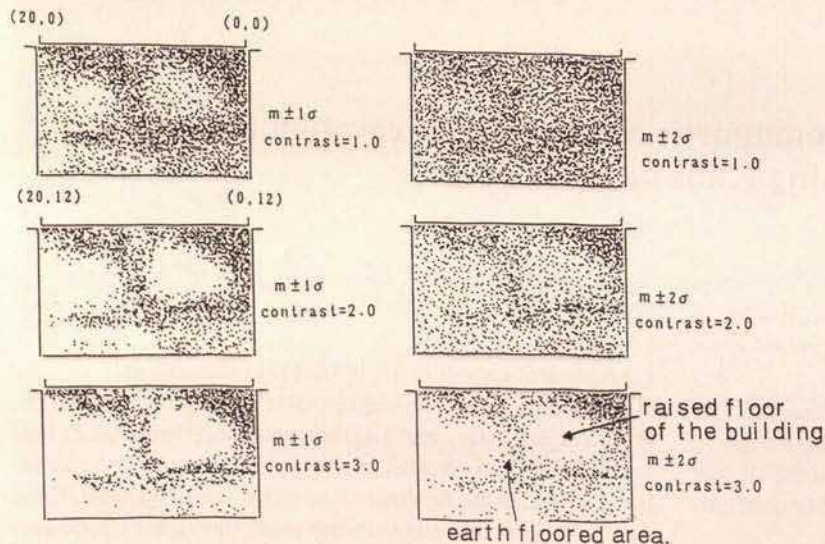 (20,0)
(0,0)
m±1σ
contrast=1.0
m±2σ
contrast=1.0
(20,12)
(0,12)
m±1σ
contrast=2.0
m±2σ
contrast=2.0
m±1σ
contrast=3.0
raised floor
of the building
m±2σ
contrast=3.0
earth floored area.